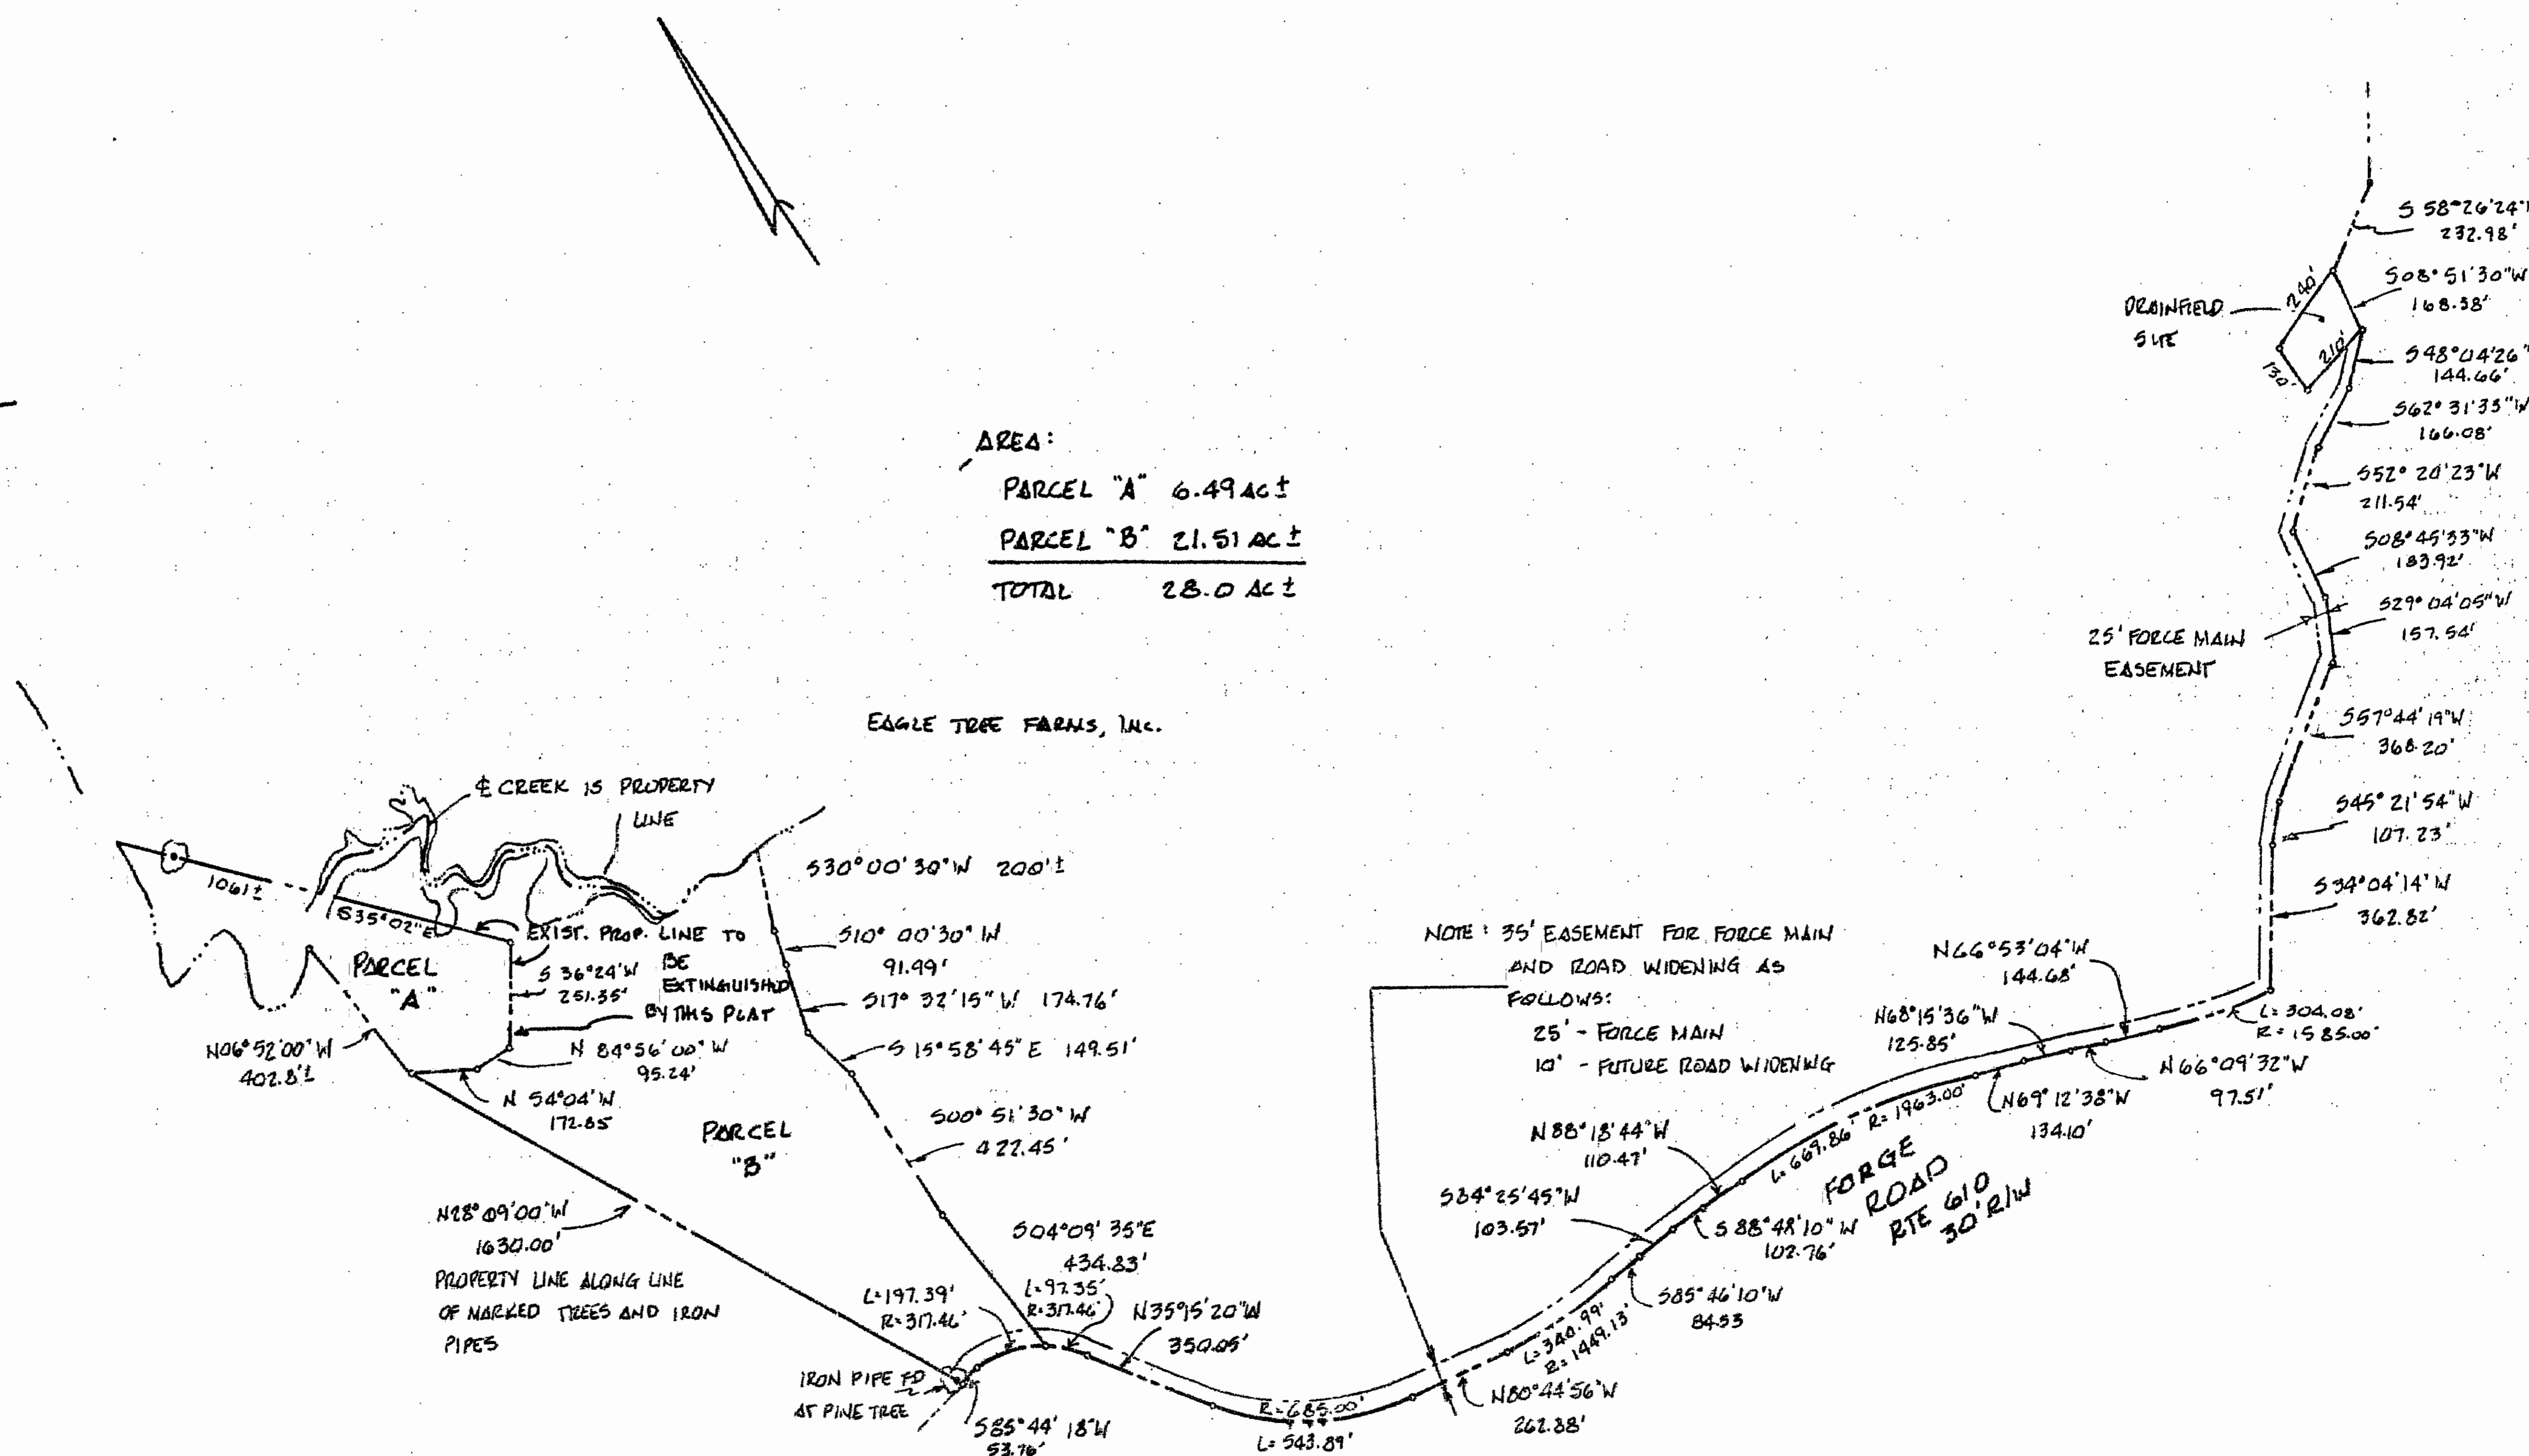 AREA:
PARCEL "A" 6.49 AC ±
PARCEL "B" 21.51 AC ±
TOTAL 28.0 AC ±
EAGLE TREE FARMS, INC.
℄ CREEK IS PROPERTY
LINE
1061 ±
S35°02"E
EXIST. PROP. LINE TO
BE
EXTINGUISHED
BY THIS PLAT
PARCEL
"A"
S 36°24'W
251.35'
N06°52'00"W
402.8'±
N 84°56'00" W
95.24'
N 54°04'W
172.85
PARCEL
"B"
S30°00'30"W 200'±
S10° 00'30" W
91.99'
S17° 32'15" W 174.76'
S 15°58'45" E 149.51'
S00° 51'30" W
422.45'
S04°09'35"E
434.83'
N28°09'00"W
1630.00'
PROPERTY LINE ALONG LINE
OF MARKED TREES AND IRON
PIPES
L=197.39'
R=317.46'
L=97.35'
R=317.46'
N35°15'20"W
350.05'
IRON PIPE FD
AT PINE TREE
S85°44'18"W
53.76'
R=685.00'
L=543.89'
N80°44'56"W
262.88'
L=340.99'
R=1449.13'
S85°46'10"W
84.53
S84°25'45"W
103.57'
S 88°48'10" W
102.76'
N88°18'44"W
110.47'
L=669.86' R=1963.00'
FORGE
ROAD
RTE 610
30' R/W
NOTE: 35' EASEMENT FOR FORCE MAIN
AND ROAD WIDENING AS
FOLLOWS:
25' - FORCE MAIN
10' - FUTURE ROAD WIDENING
N69°12'38"W
134.10'
N68°15'36"W
125.85'
N66°09'32"W
97.51'
N66°53'04"W
144.68'
L=304.08'
R=1585.00'
S34°04'14"W
362.82'
S45°21'54"W
107.23'
S57°44'19"W
368.20'
25' FORCE MAIN
EASEMENT
S29°04'05"W
157.54'
S08°45'33"W
183.92'
S52°20'23"W
211.54'
S62°31'33"W
166.08'
S48°04'26"
144.66'
S08°51'30"W
168.38'
S 58°26'24"
232.98'
DRAINFIELD
SITE
240'
210'
130'